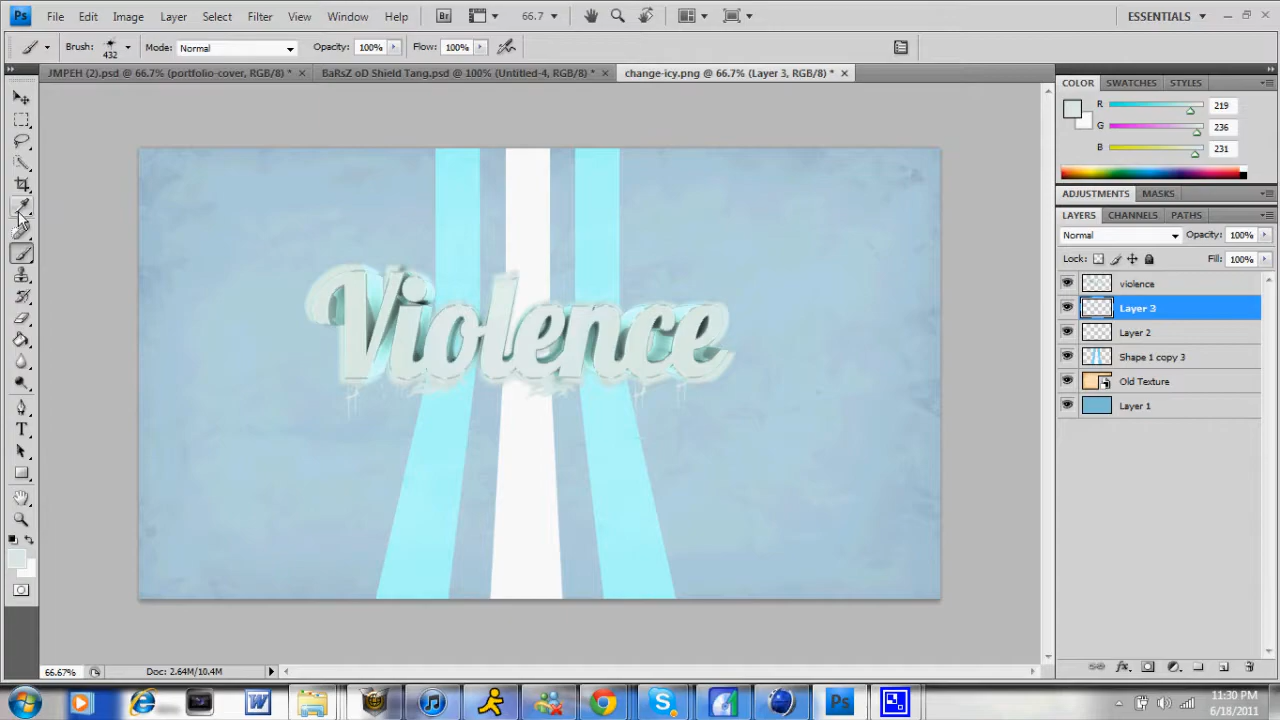 Ps File Edit Image Layer Select Filter View Window Help Br 66.7 ESSENTIALS
Brush: 432 Mode: Normal Opacity: 100% Flow: 100%
JMPEH (2).psd @ 66.7% (portfolio-cover, RGB/8) * BaRsZ oD Shield Tang.psd @ 100% (Untitled-4, RGB/8) * change-icy.png @ 66.7% (Layer 3, RGB/8) *
COLOR SWATCHES STYLES
R 219
G 236
B 231
ADJUSTMENTS MASKS
LAYERS CHANNELS PATHS
Normal Opacity: 100%
Lock: Fill: 100%
violence
Layer 3
Layer 2
Shape 1 copy 3
Old Texture
Layer 1
Violence
T
fx
66.67% Doc: 2.64M/10.4M
W S Ps
11:30 PM
6/18/2011